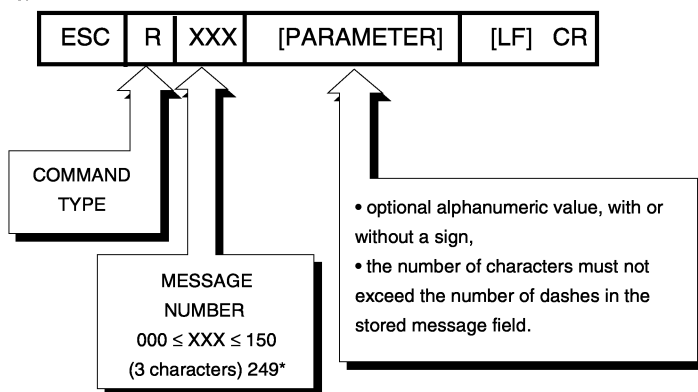 ESC R XXX [PARAMETER] [LF] CR
COMMAND
TYPE
MESSAGE
NUMBER
000 ≤ XXX ≤ 150
(3 characters) 249*
• optional alphanumeric value, with or
without a sign,
• the number of characters must not
exceed the number of dashes in the
stored message field.